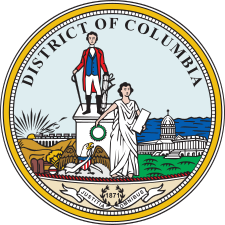 DISTRICT OF COLUMBIA
1871
JUSTITIA OMNIBUS